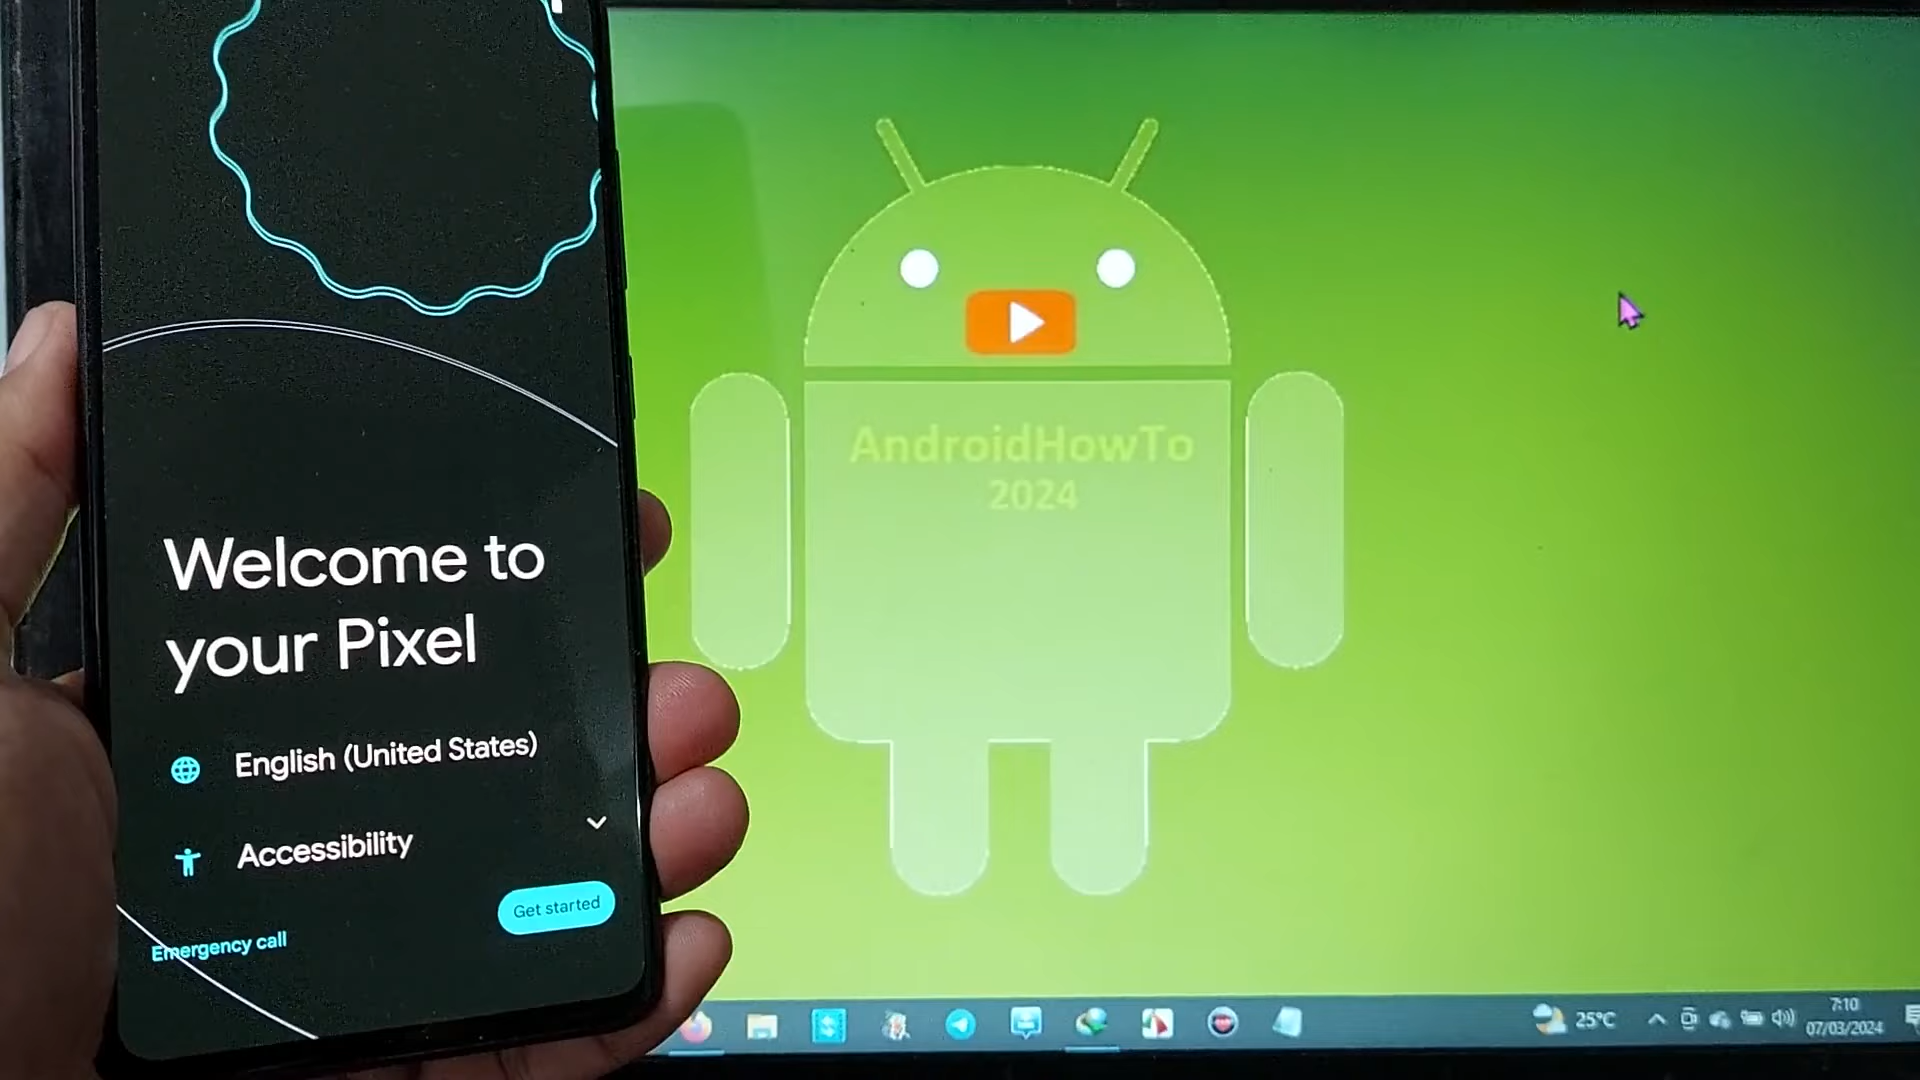 Welcome to
your Pixel
English (United States)
Accessibility
Get started
Emergency call
AndroidHowTo
2024
25°C
7:10
07/03/2024